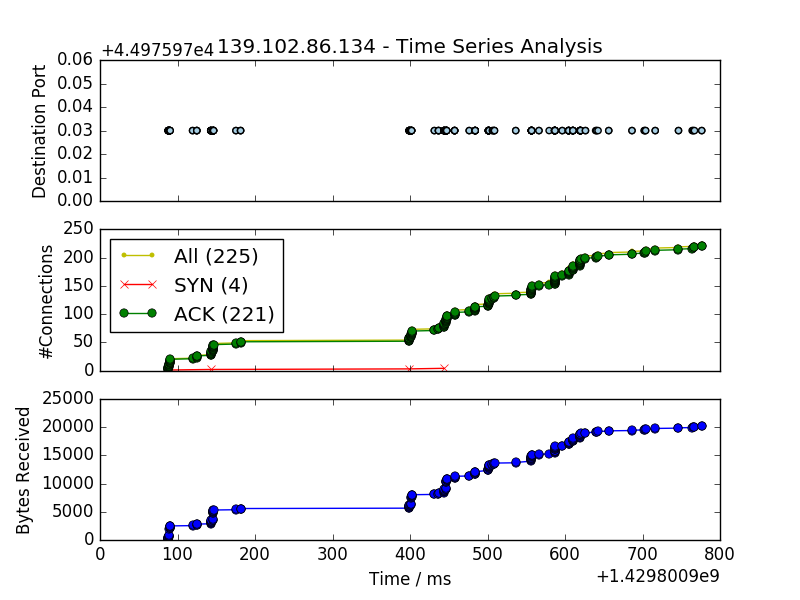 +4.497597e4
139.102.86.134 - Time Series Analysis
0.06
0.05
0.04
0.03
0.02
0.01
0.00
Destination Port
250
200
150
100
50
0
#Connections
All (225)
SYN (4)
ACK (221)
25000
20000
15000
10000
5000
0
Bytes Received
0 100 200 300 400 500 600 700 800
Time / ms
+1.4298009e9